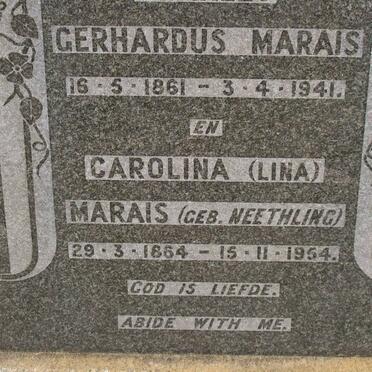 GERHARDUS MARAIS
16 · 5 · 1861 – 3 · 4 · 1941.
EN
CAROLINA (LINA)
MARAIS (GEB. NEETHLING)
29 · 3 · 1864 – 15 · 11 · 1954.
GOD IS LIEFDE.
ABIDE WITH ME.